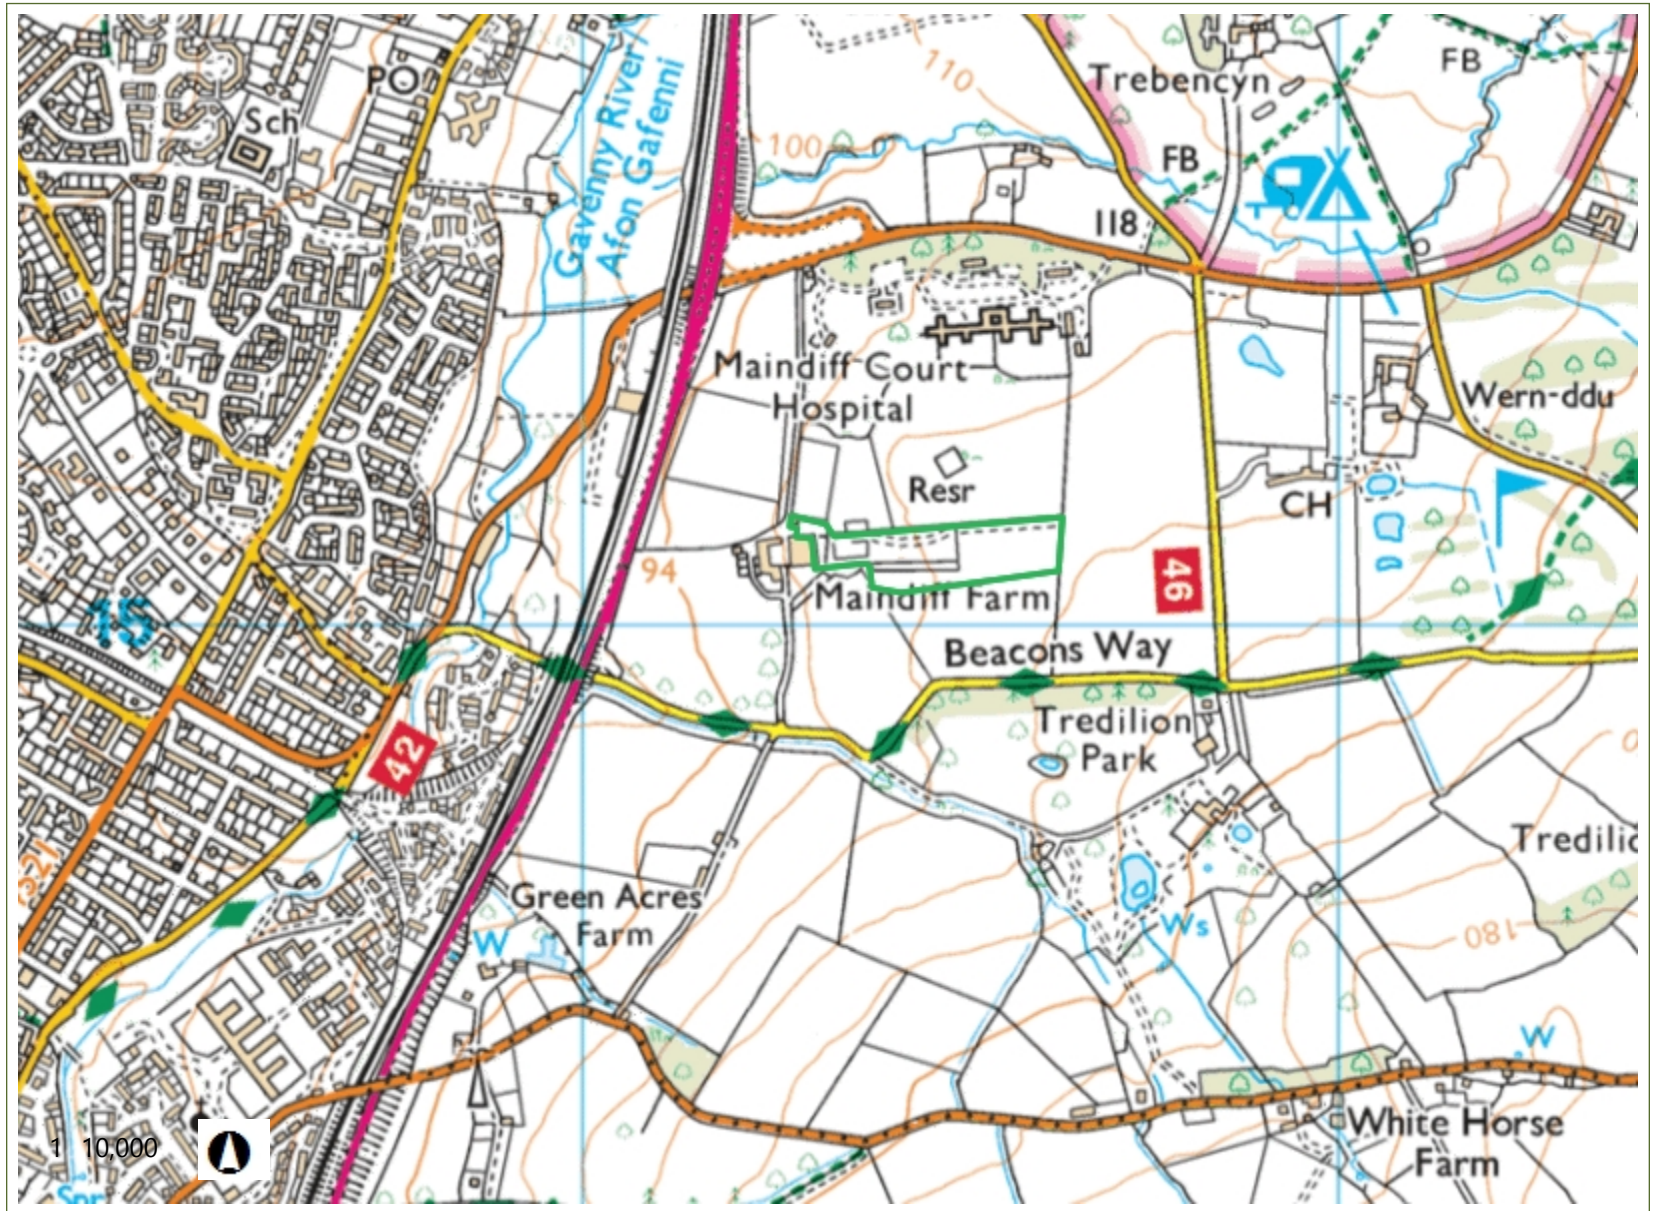 PO
Sch
Gavenny River/
Afon Gafenni
110
100
Trebencyn
FB
FB
118
Maindiff Court
Hospital
Wern-ddu
Resr
CH
94
46
Maindiff Farm
15
Beacons Way
Tredilion
Park
42
Tredilio
Green Acres
Farm
W
Ws
180
W
White Horse
Farm
1 10,000
Spr